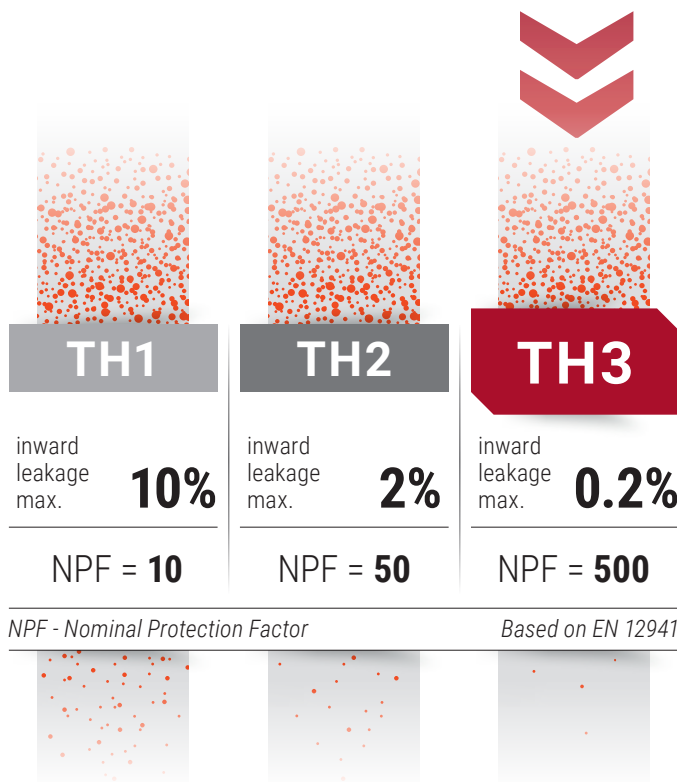 TH1
TH2
TH3
inward
leakage
max.
10%
inward
leakage
max.
2%
inward
leakage
max.
0.2%
NPF = 10
NPF = 50
NPF = 500
NPF - Nominal Protection Factor
Based on EN 12941